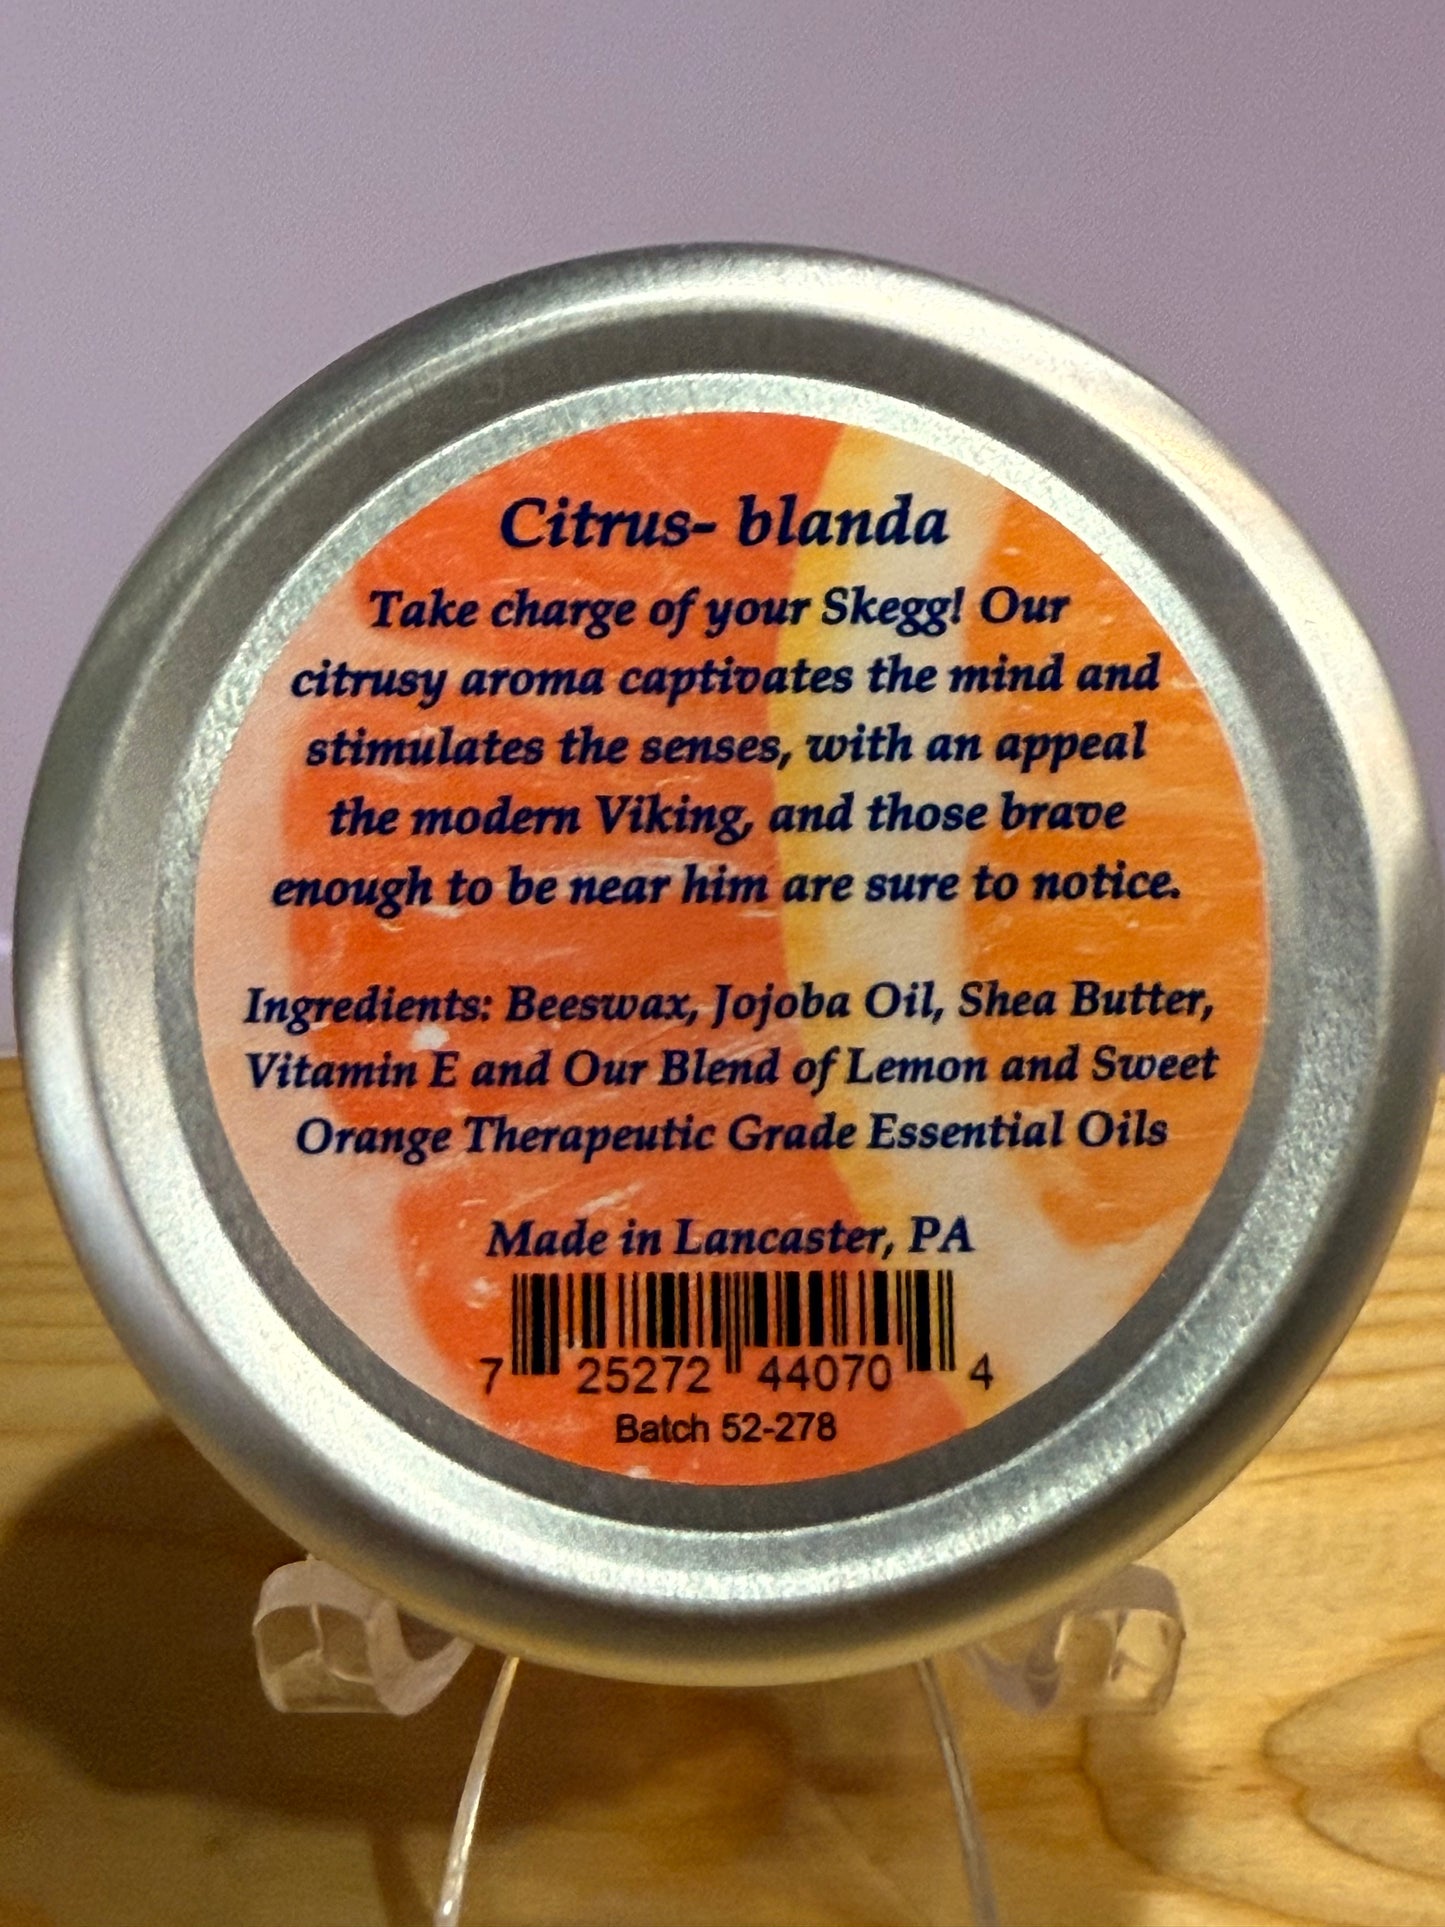 Citrus- blanda
Take charge of your Skegg! Our
citrusy aroma captivates the mind and
stimulates the senses, with an appeal
the modern Viking, and those brave
enough to be near him are sure to notice.
Ingredients: Beeswax, Jojoba Oil, Shea Butter,
Vitamin E and Our Blend of Lemon and Sweet
Orange Therapeutic Grade Essential Oils
Made in Lancaster, PA
7 25272 44070 4
Batch 52-278